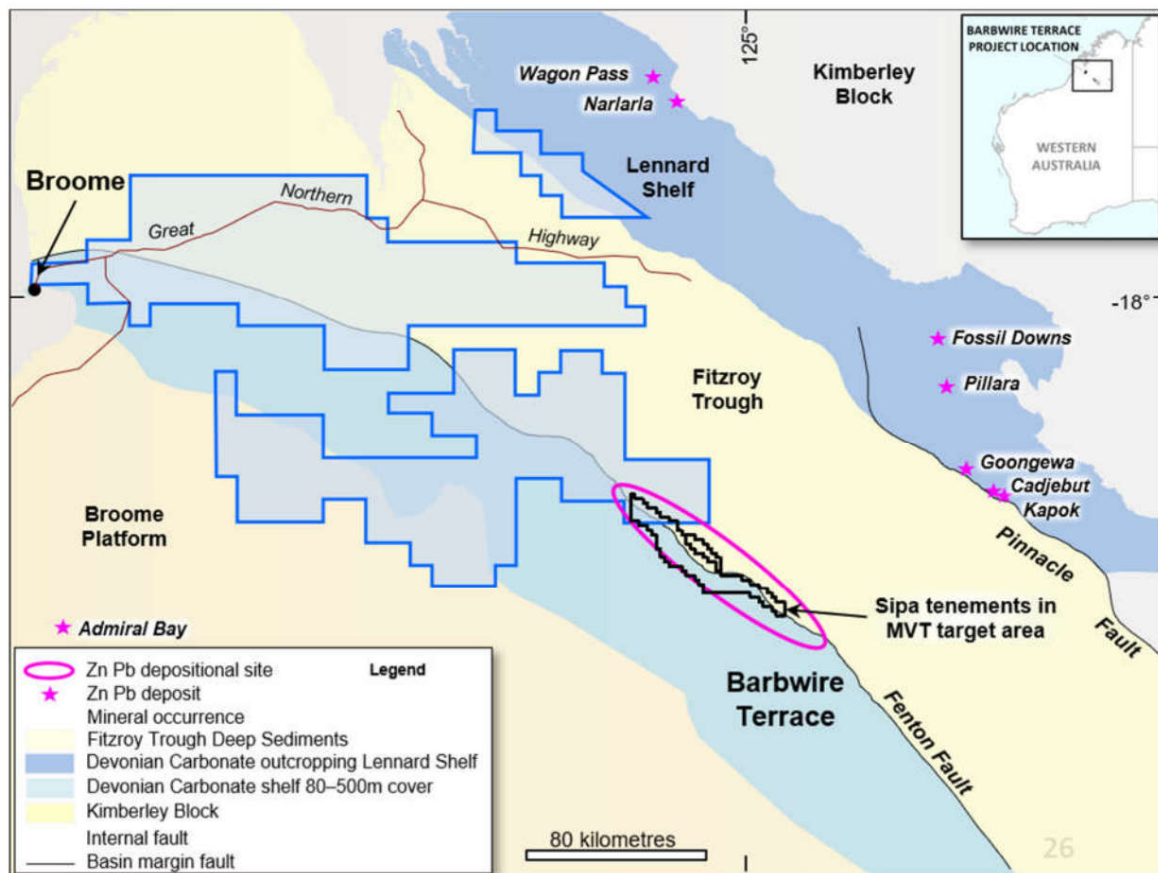 BARBWIRE TERRACE
PROJECT LOCATION
WESTERN
AUSTRALIA
125°
Kimberley
Block
Wagon Pass
Narlarla
Lennard
Shelf
Broome
Great
Northern
Highway
-18°
Fossil Downs
Pillara
Fitzroy
Trough
Goongewa
Cadjebut
Kapok
Pinnacle
Fault
Broome
Platform
Sipa tenements in
MVT target area
Admiral Bay
Barbwire
Terrace
Fenton Fault
Legend
Zn Pb depositional site
Zn Pb deposit
Mineral occurrence
Fitzroy Trough Deep Sediments
Devonian Carbonate outcropping Lennard Shelf
Devonian Carbonate shelf 80–500m cover
Kimberley Block
Internal fault
Basin margin fault
80 kilometres
26